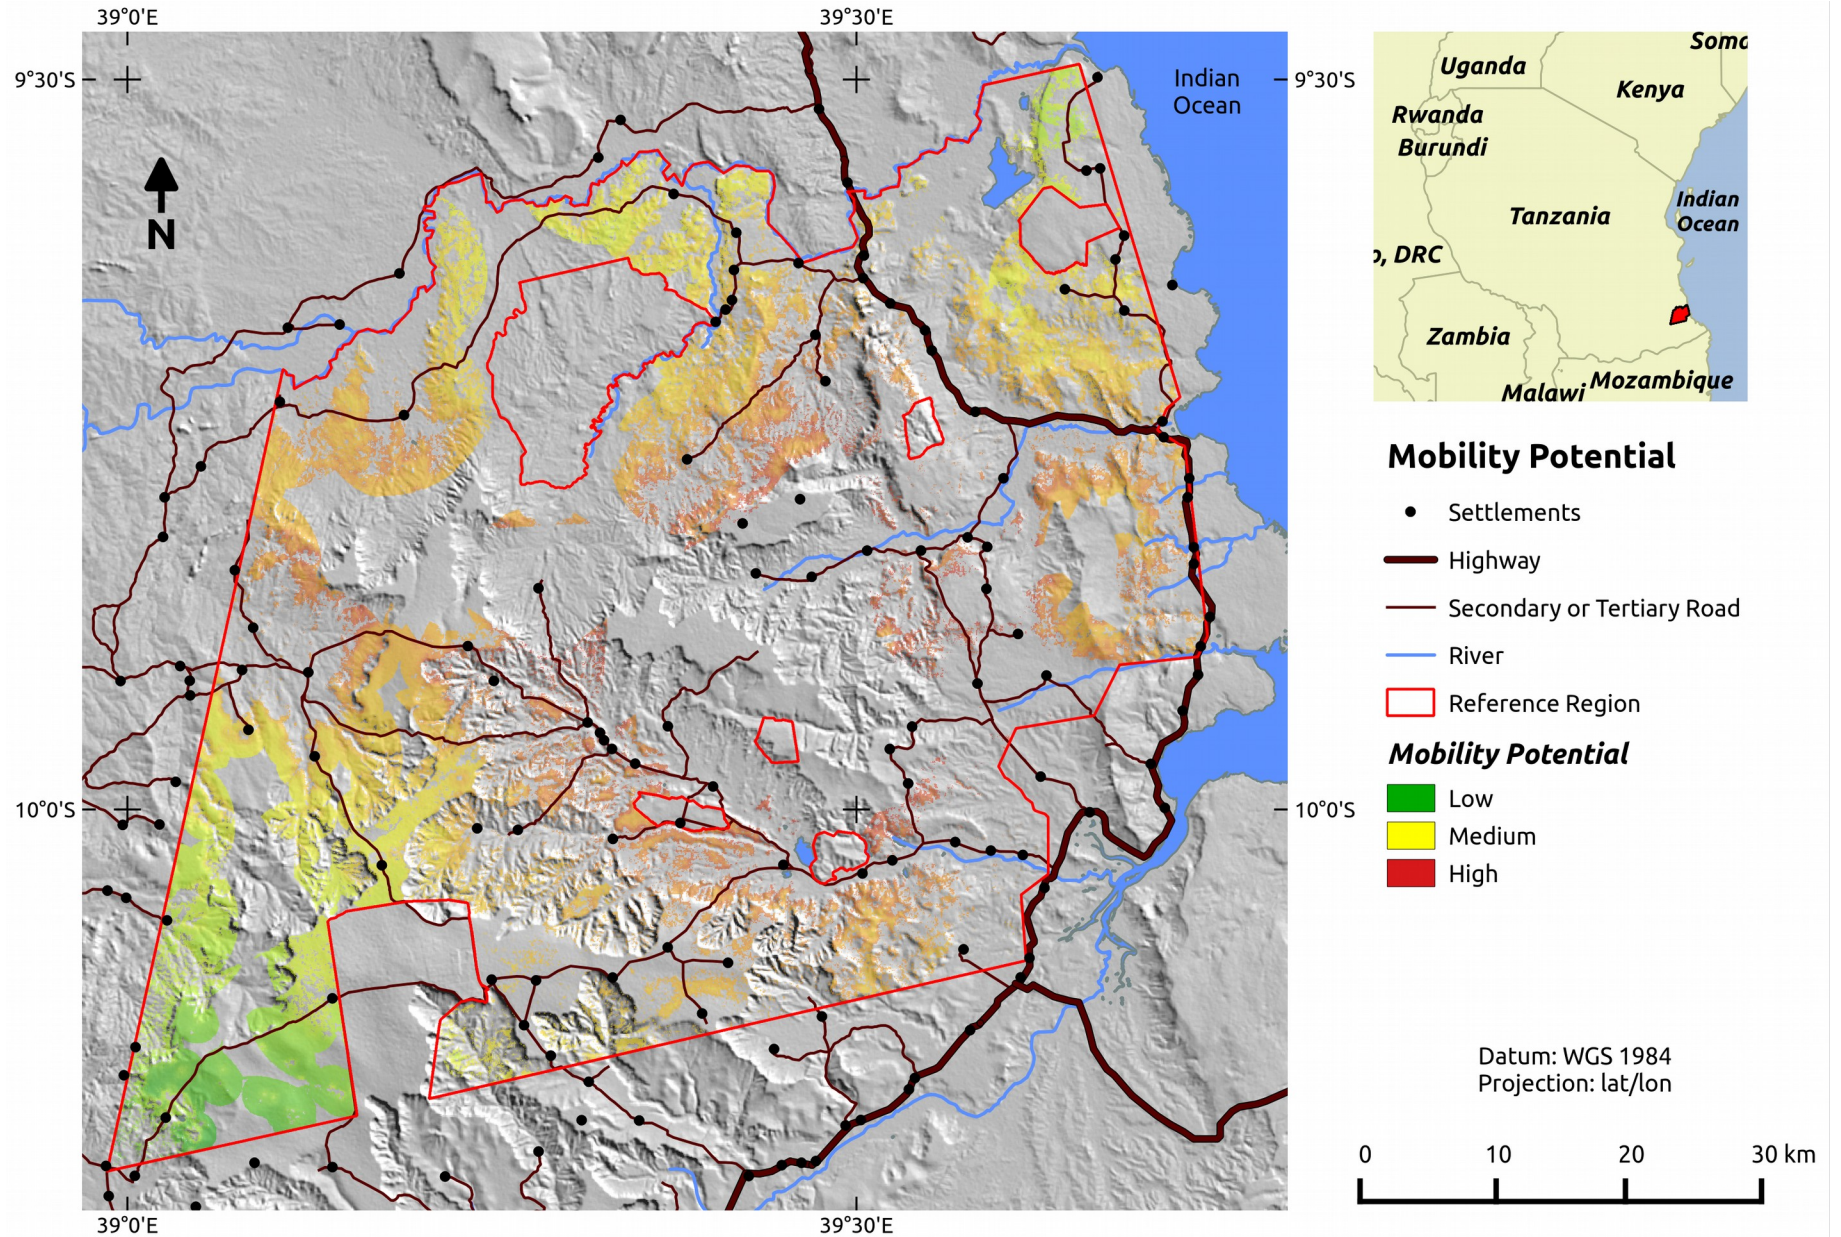 39°0'E
39°30'E
9°30'S
9°30'S
Indian
Ocean
N
10°0'S
10°0'S
39°0'E
39°30'E
Somo
Uganda
Kenya
Rwanda
Burundi
Indian
Ocean
Tanzania
o, DRC
Zambia
Malawi
Mozambique
Mobility Potential
Settlements
Highway
Secondary or Tertiary Road
River
Reference Region
Mobility Potential
Low
Medium
High
Datum: WGS 1984
Projection: lat/lon
0 10 20 30 km